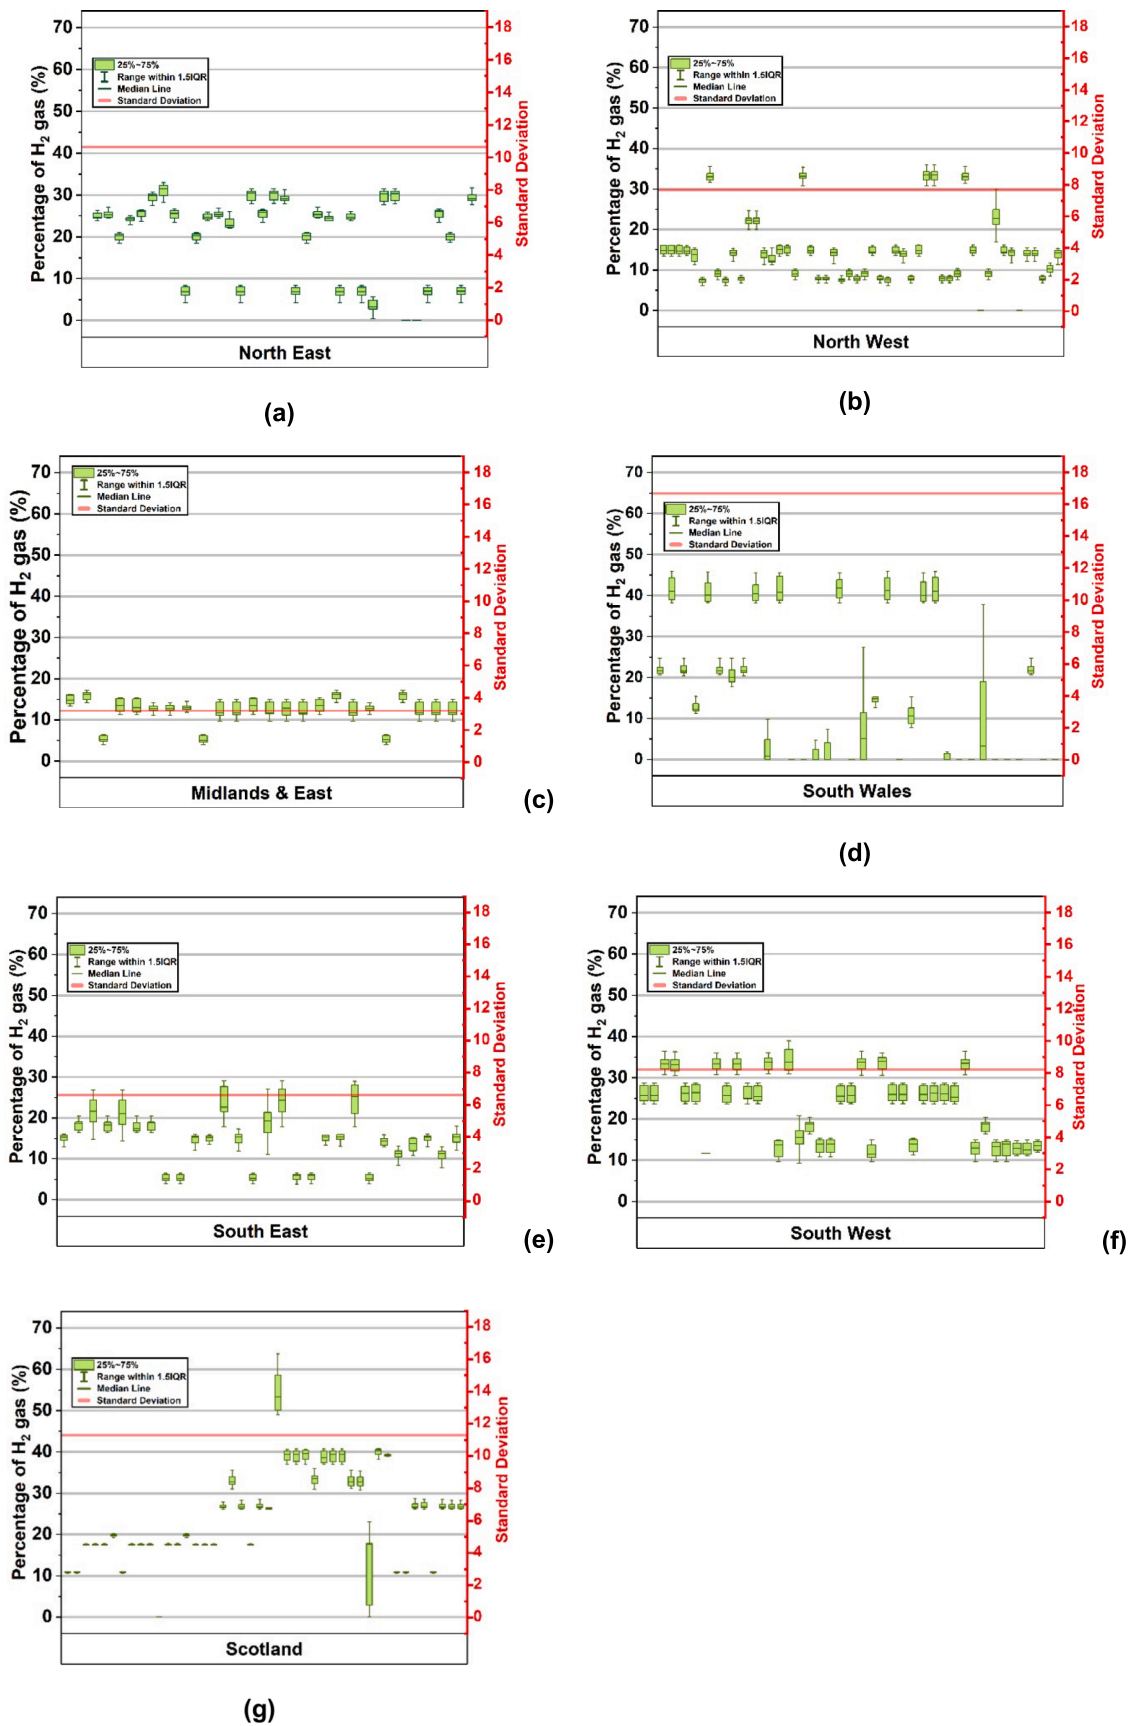 Percentage of H2 gas (%)
70
60
50
40
30
20
10
0
25%~75%
Range within 1.5IQR
Median Line
Standard Deviation
18
16
14
12
10
8
6
4
2
0
Standard Deviation
North East
(a)
Percentage of H2 gas (%)
70
60
50
40
30
20
10
0
25%~75%
Range within 1.5IQR
Median Line
Standard Deviation
18
16
14
12
10
8
6
4
2
0
Standard Deviation
North West
(b)
Percentage of H2 gas (%)
70
60
50
40
30
20
10
0
25%~75%
Range within 1.5IQR
Median Line
Standard Deviation
18
16
14
12
10
8
6
4
2
0
Standard Deviation
Midlands & East
(c)
Percentage of H2 gas (%)
70
60
50
40
30
20
10
0
25%~75%
Range within 1.5IQR
Median Line
Standard Deviation
18
16
14
12
10
8
6
4
2
0
Standard Deviation
South Wales
(d)
Percentage of H2 gas (%)
70
60
50
40
30
20
10
0
25%~75%
Range within 1.5IQR
Median Line
Standard Deviation
18
16
14
12
10
8
6
4
2
0
Standard Deviation
South East
(e)
Percentage of H2 gas (%)
70
60
50
40
30
20
10
0
25%~75%
Range within 1.5IQR
Median Line
Standard Deviation
18
16
14
12
10
8
6
4
2
0
Standard Deviation
South West
(f)
Percentage of H2 gas (%)
70
60
50
40
30
20
10
0
25%~75%
Range within 1.5IQR
Median Line
Standard Deviation
18
16
14
12
10
8
6
4
2
0
Standard Deviation
Scotland
(g)